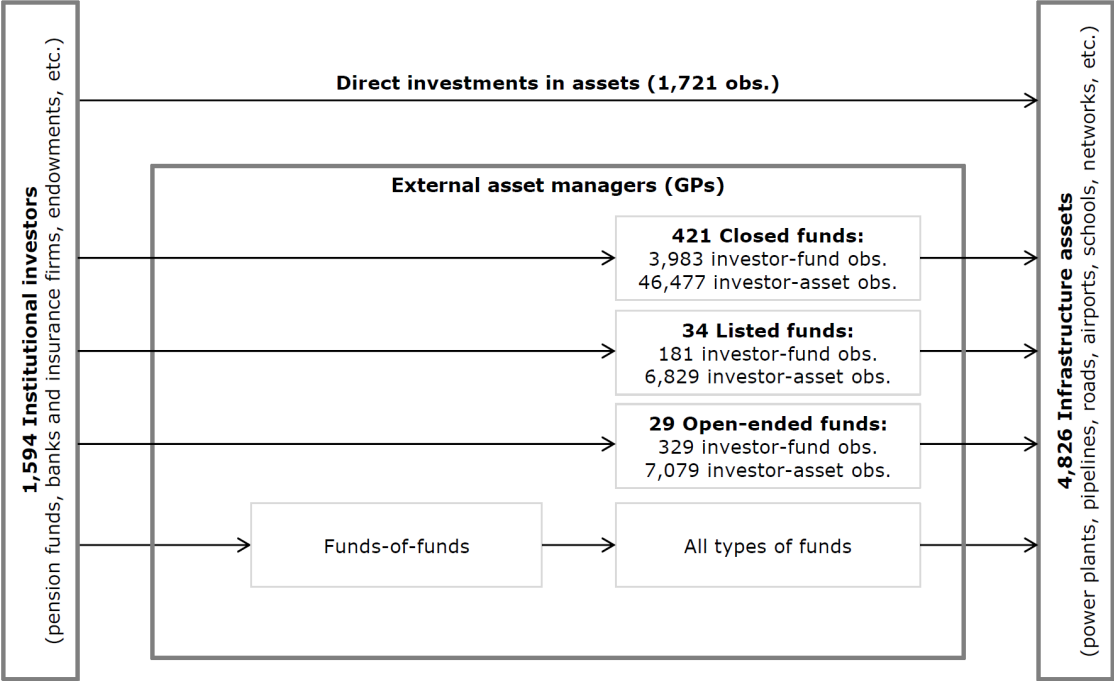 1,594 Institutional investors
(pension funds, banks and insurance firms, endowments, etc.)
Direct investments in assets (1,721 obs.)
External asset managers (GPs)
421 Closed funds:
3,983 investor-fund obs.
46,477 investor-asset obs.
34 Listed funds:
181 investor-fund obs.
6,829 investor-asset obs.
29 Open-ended funds:
329 investor-fund obs.
7,079 investor-asset obs.
Funds-of-funds
All types of funds
4,826 Infrastructure assets
(power plants, pipelines, roads, airports, schools, networks, etc.)